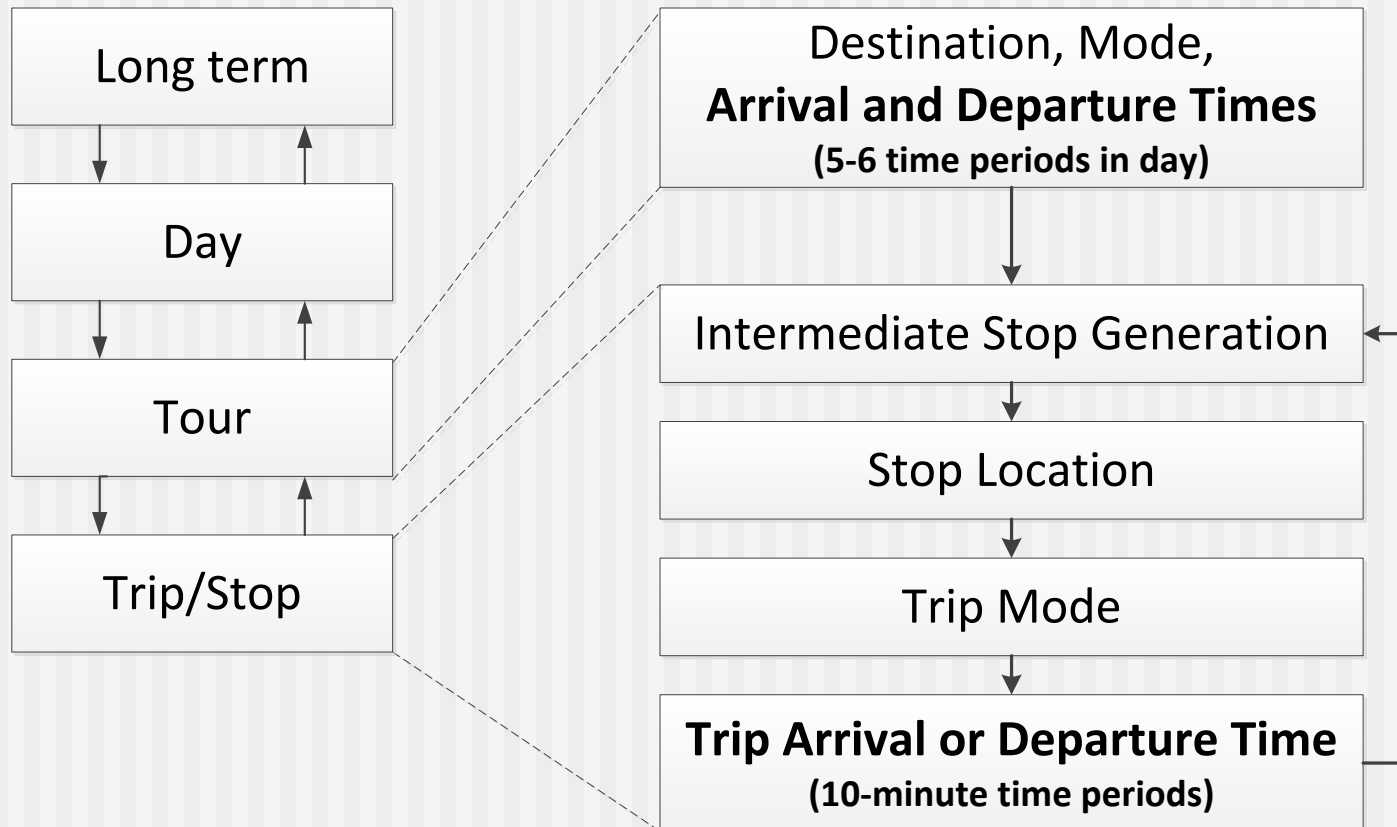 Long term
Day
Tour
Trip/Stop
Destination, Mode,
Arrival and Departure Times
(5-6 time periods in day)
Intermediate Stop Generation
Stop Location
Trip Mode
Trip Arrival or Departure Time
(10-minute time periods)